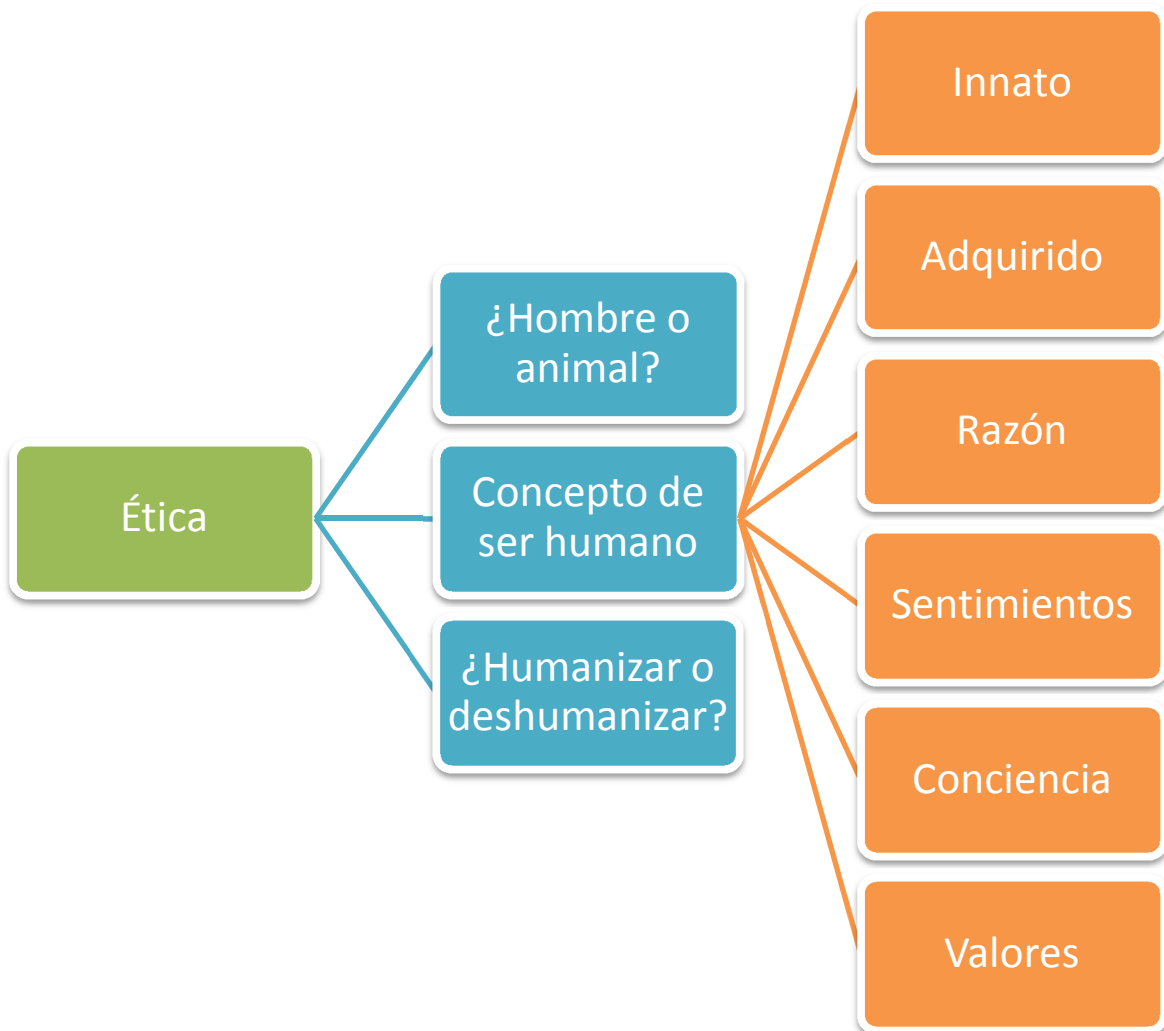 Ética
¿Hombre o
animal?
Concepto de
ser humano
¿Humanizar o
deshumanizar?
Innato
Adquirido
Razón
Sentimientos
Conciencia
Valores